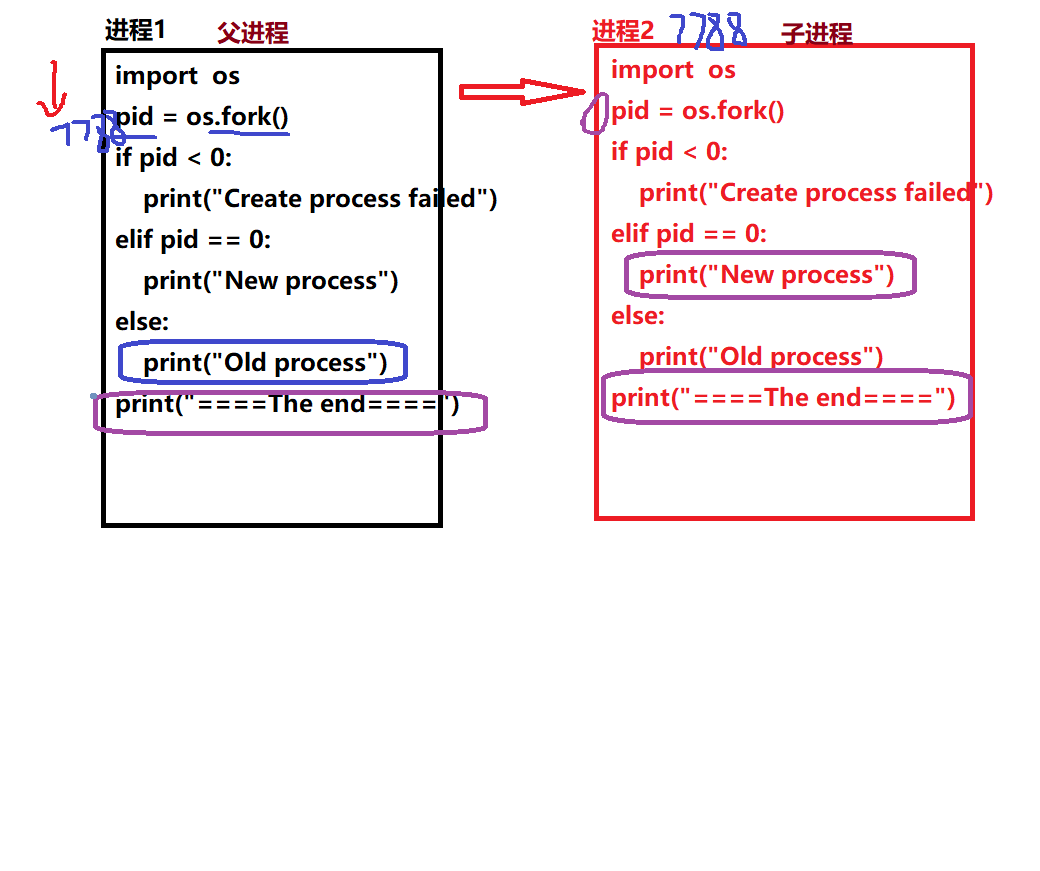 进程1 父进程
import os
pid = os.fork()
7788
if pid < 0:
print("Create process failed")
elif pid == 0:
print("New process")
else:
print("Old process")
print("====The end====")
进程2 7788 子进程
import os
0
pid = os.fork()
if pid < 0:
print("Create process failed")
elif pid == 0:
print("New process")
else:
print("Old process")
print("====The end====")